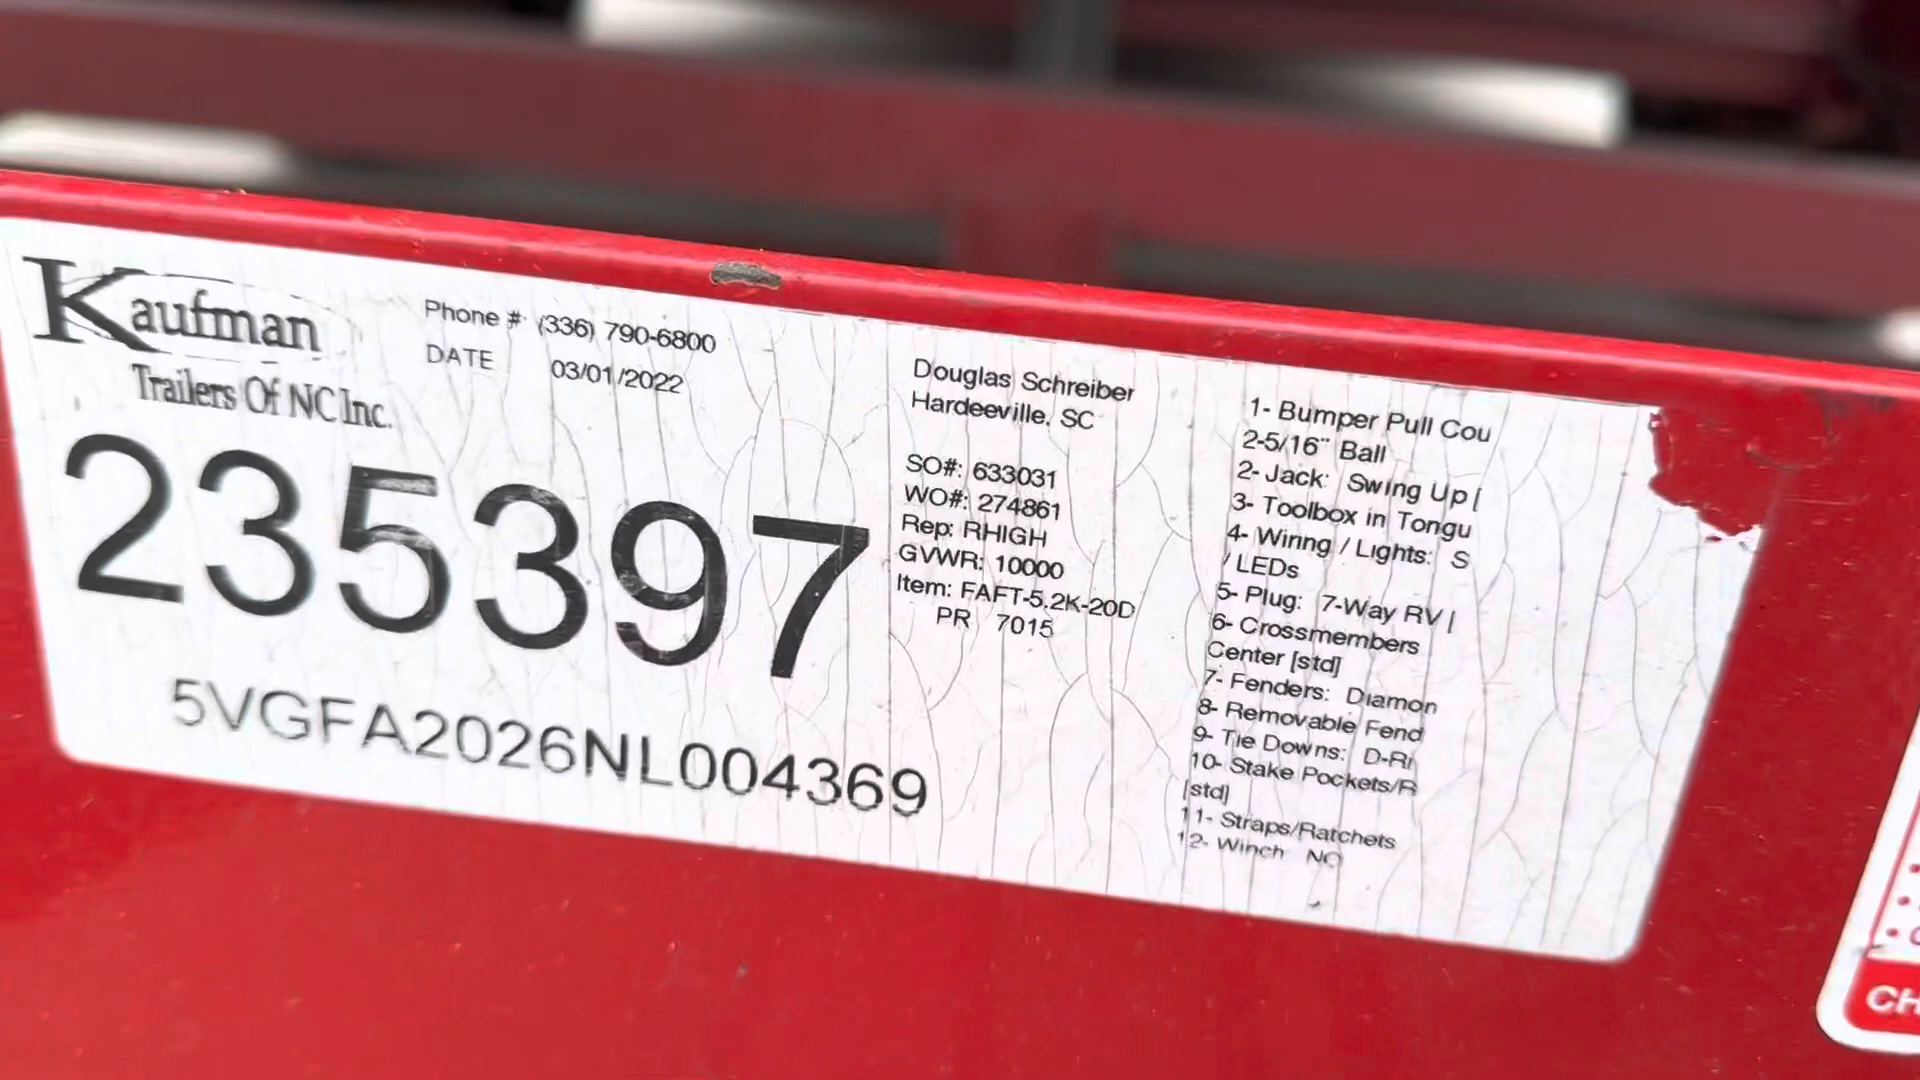 Kaufman
Trailers Of NC Inc.
Phone # (336) 790-6800
DATE 03/01/2022
235397
5VGFA2026NL004369
Douglas Schreiber
Hardeeville, SC
SO#: 633031
WO#: 274861
Rep: RHIGH
GVWR: 10000
Item: FAFT-5.2K-20D
PR 7015
1- Bumper Pull Cou
2-5/16" Ball
2- Jack: Swing Up [
3- Toolbox in Tongu
4- Wiring / Lights: S
/ LEDs
5- Plug: 7-Way RV [
6- Crossmembers
Center [std]
7- Fenders: Diamon
8- Removable Fend
9- Tie Downs: D-Ri
10- Stake Pockets/R
[std]
11- Straps/Ratchets
12- Winch NO
CH